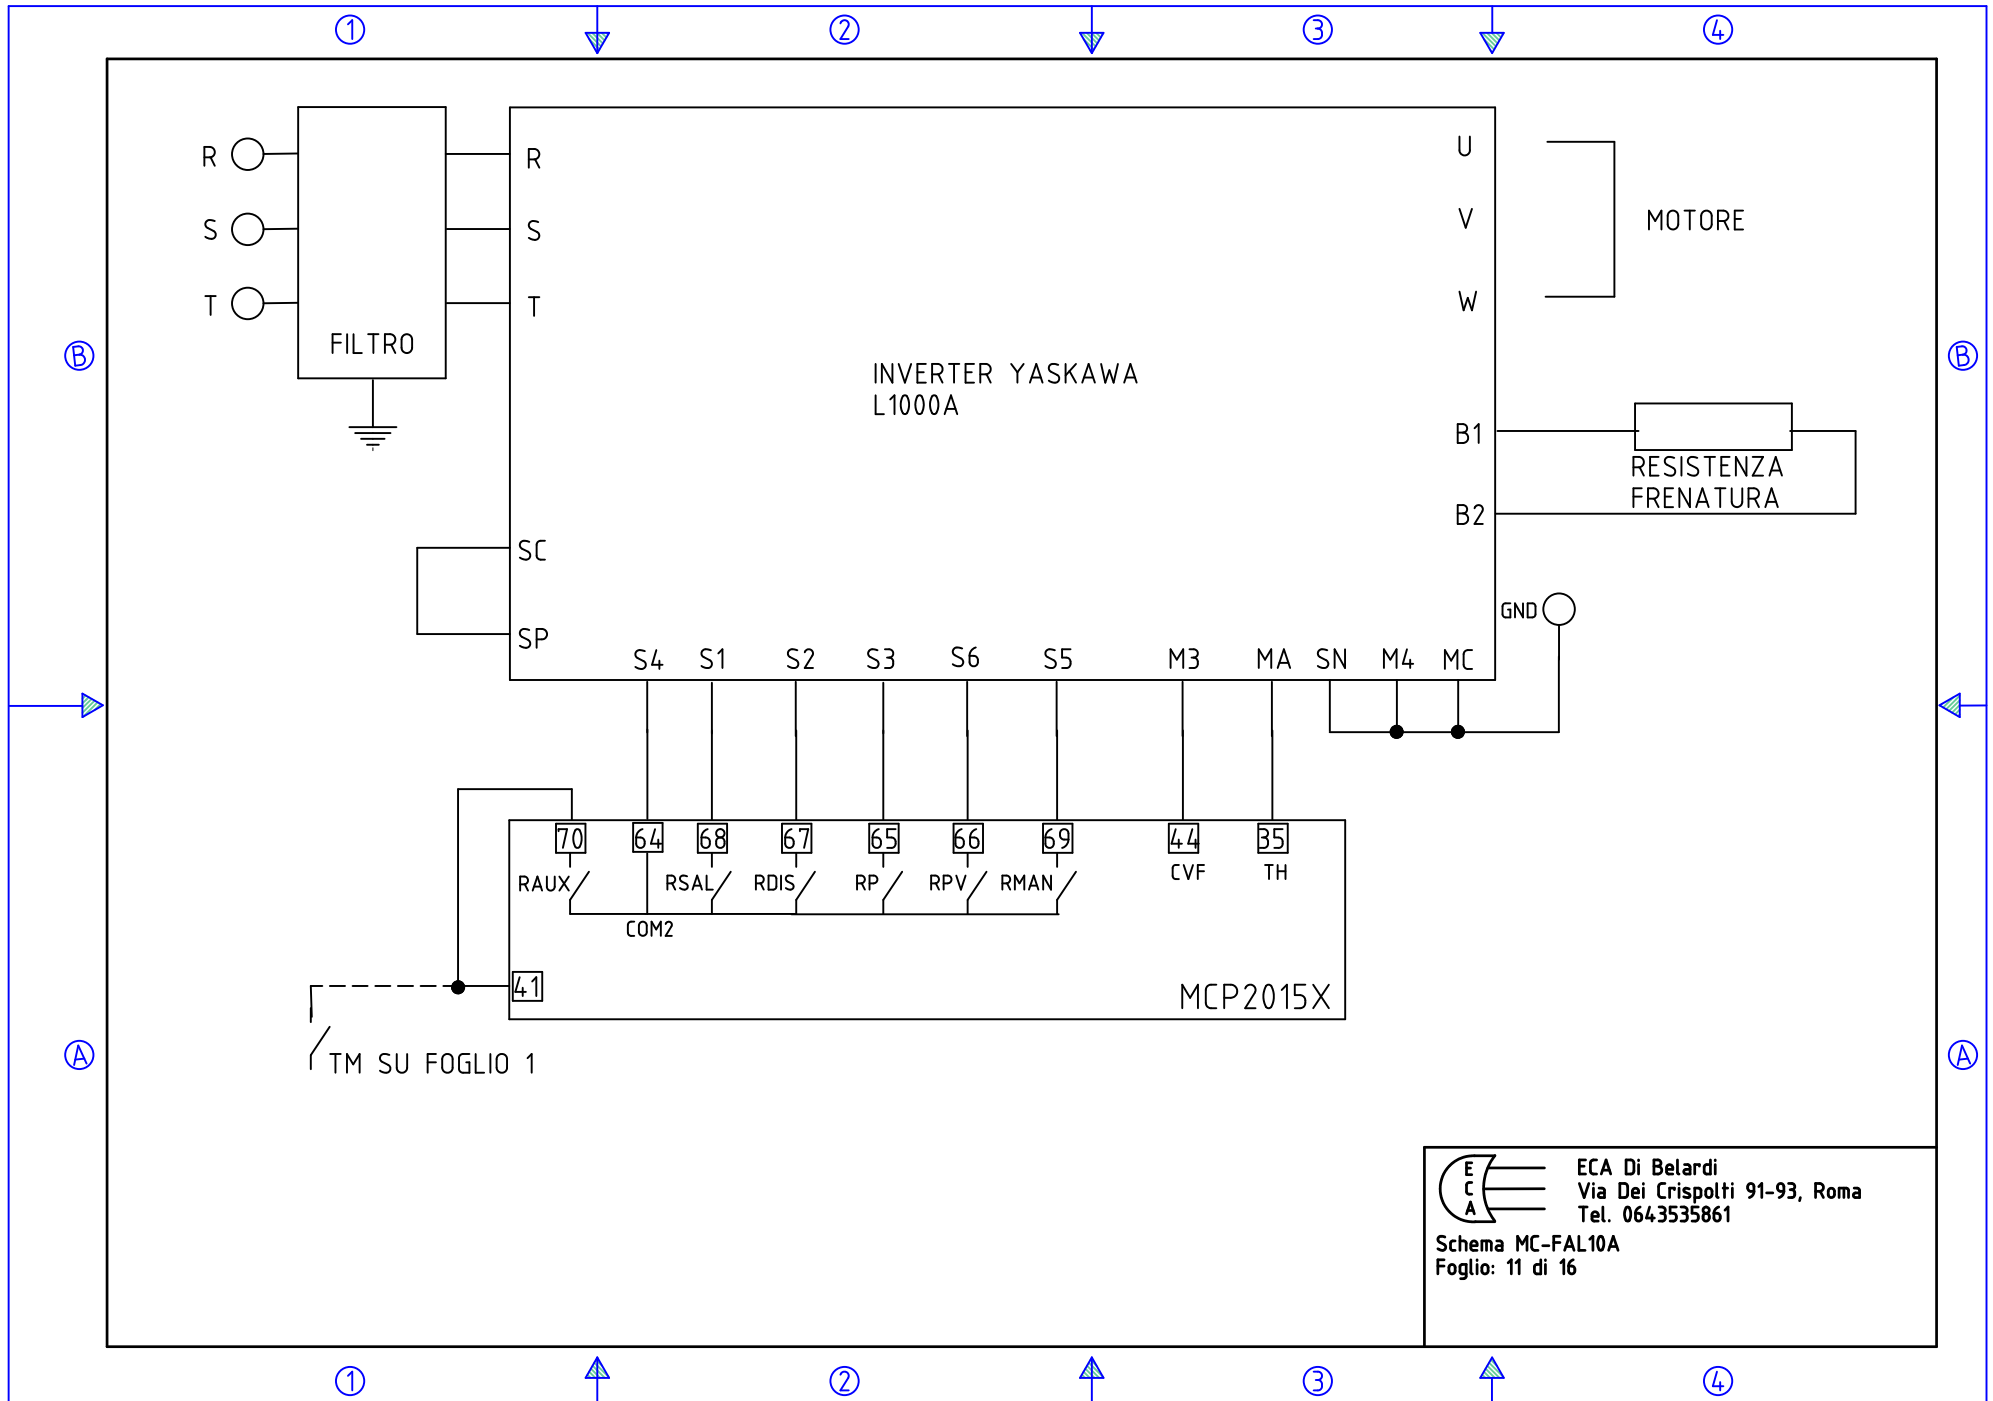 1 2 3 4
R R U
S S V MOTORE
T T W
FILTRO
B B
INVERTER YASKAWA
L1000A
B1
RESISTENZA
FRENATURA
B2
SC
SP
GND
S4 S1 S2 S3 S6 S5 M3 MA SN M4 MC
70 64 68 67 65 66 69 44 35
RAUX RSAL RDIS RP RPV RMAN CVF TH
COM2
41
MCP2015X
TM SU FOGLIO 1
A A
E
C
A
ECA Di Belardi
Via Dei Crispolti 91-93, Roma
Tel. 0643535861
Schema MC-FAL10A
Foglio: 11 di 16
1 2 3 4